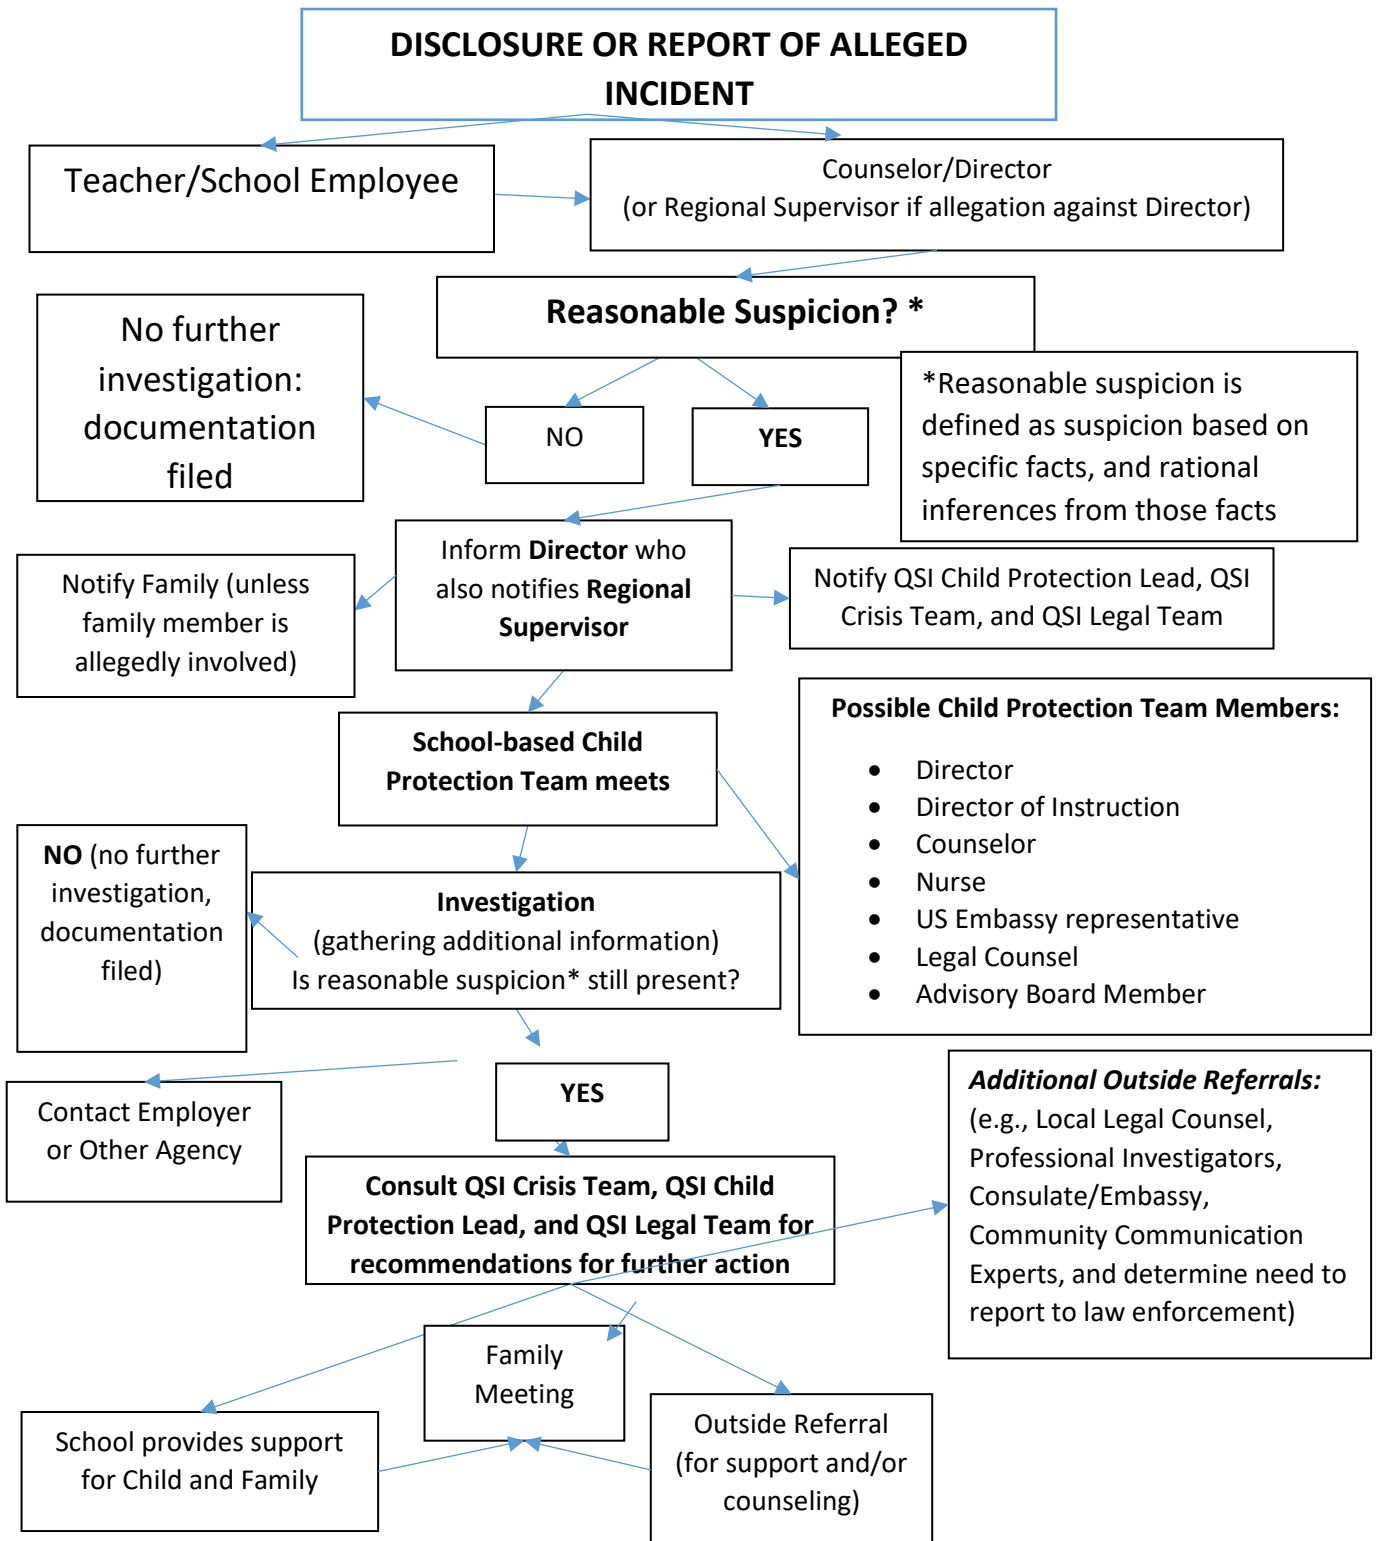 DISCLOSURE OR REPORT OF ALLEGED
INCIDENT
Teacher/School Employee
Counselor/Director
(or Regional Supervisor if allegation against Director)
Reasonable Suspicion? *
No further
investigation:
documentation
filed
NO
YES
*Reasonable suspicion is
defined as suspicion based on
specific facts, and rational
inferences from those facts
Inform Director who
also notifies Regional
Supervisor
Notify Family (unless
family member is
allegedly involved)
Notify QSI Child Protection Lead, QSI
Crisis Team, and QSI Legal Team
School-based Child
Protection Team meets
Possible Child Protection Team Members:
• Director
• Director of Instruction
• Counselor
• Nurse
• US Embassy representative
• Legal Counsel
• Advisory Board Member
NO (no further
investigation,
documentation
filed)
Investigation
(gathering additional information)
Is reasonable suspicion* still present?
YES
Contact Employer
or Other Agency
Additional Outside Referrals:
(e.g., Local Legal Counsel,
Professional Investigators,
Consulate/Embassy,
Community Communication
Experts, and determine need to
report to law enforcement)
Consult QSI Crisis Team, QSI Child
Protection Lead, and QSI Legal Team for
recommendations for further action
Family
Meeting
School provides support
for Child and Family
Outside Referral
(for support and/or
counseling)